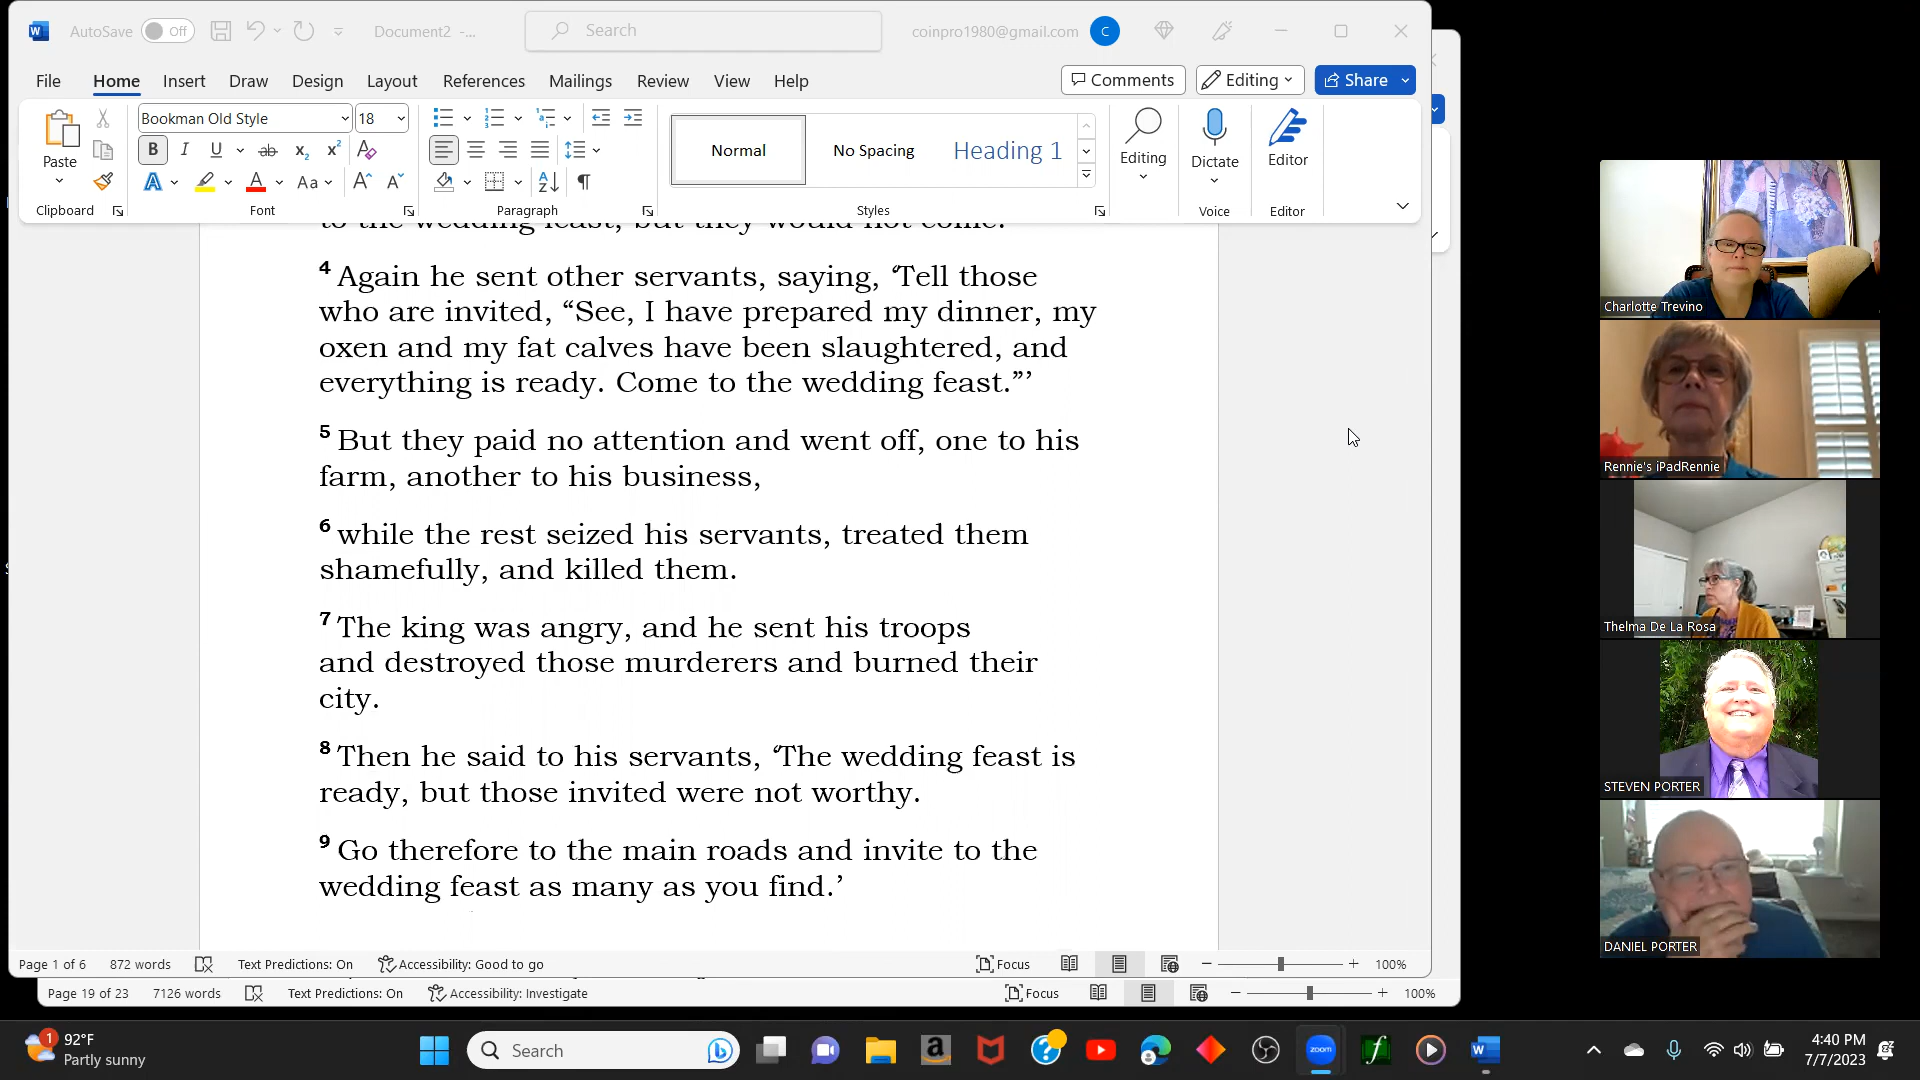 AutoSave Off Document2 -... Search coinpro1980@gmail.com C
File Home Insert Draw Design Layout References Mailings Review View Help Comments Editing Share
Bookman Old Style 18
Paste
Normal No Spacing Heading 1
Editing Dictate Editor
Clipboard Font Paragraph Styles Voice Editor
to the wedding feast, but they would not come.
4 Again he sent other servants, saying, ‘Tell those
who are invited, “See, I have prepared my dinner, my
oxen and my fat calves have been slaughtered, and
everything is ready. Come to the wedding feast.”’
5 But they paid no attention and went off, one to his
farm, another to his business,
6 while the rest seized his servants, treated them
shamefully, and killed them.
7 The king was angry, and he sent his troops
and destroyed those murderers and burned their
city.
8 Then he said to his servants, ‘The wedding feast is
ready, but those invited were not worthy.
9 Go therefore to the main roads and invite to the
wedding feast as many as you find.’
Page 1 of 6 872 words Text Predictions: On Accessibility: Good to go Focus 100%
Page 19 of 23 7126 words Text Predictions: On Accessibility: Investigate Focus 100%
Charlotte Trevino
Rennie's iPadRennie
Thelma De La Rosa
STEVEN PORTER
DANIEL PORTER
1 92°F
Partly sunny
Search
zoom
4:40 PM
7/7/2023